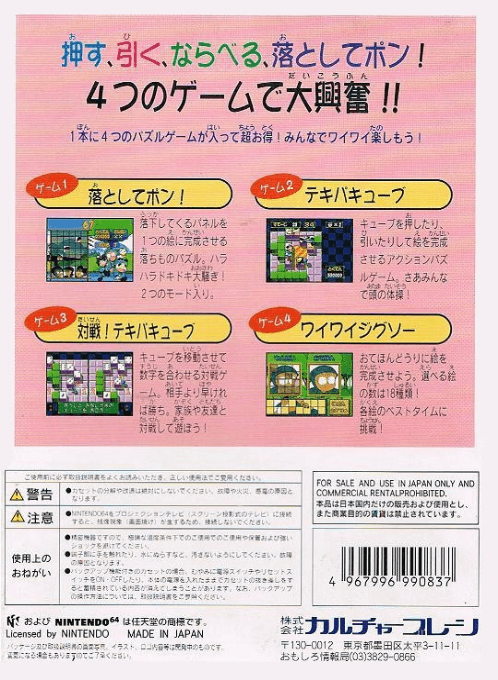 押す、引く、ならべる、落としてポン!
4つのゲームで大興奮!!
1本に4つのパズルゲームが入って超お得!みんなでワイワイ楽しもう!
ゲーム1 落としてポン!
落下してくるパネルを
1つの絵に完成させる
落ちものパズル。ハラ
ハラドキドキ大騒ぎ!
2つのモード入り。
ゲーム2 テキパキューブ
キューブを押したり、
引いたりして絵を完成
させるアクションパズ
ルゲーム。さあみんな
で頭の体操!
ゲーム3 対戦!テキパキューブ
キューブを移動させて
数字を合わせる対戦ゲ
ーム。相手より早けれ
ば勝ち。家族や友達と
対戦して遊ぼう!
ゲーム4 ワイワイジグソー
おてほんどうりに絵を
完成させよう。選べる絵
の数は18種類!
各絵のベストタイムに
挑戦!
ご使用前に必ず取扱説明書をよくお読みいただき、正しい使用法でご愛用ください。
警告
●カセットの分解や改造は絶対にしないでください。故障や火災、感電の原因と
なります。
注意
●NINTENDO64をプロジェクションテレビ(スクリーン投影式のテレビ)に接続
すると、残像現象(画面焼け)が生ずるため、接続しないでください。
使用上の
おねがい
●精密機器ですので、極端な温度条件下でのご使用や保管および強い
ショックを避けてください。
●端子部に手を触れたり、水にぬらすなど、汚さないようにしてください。故障
の原因となります。
●バックアップ機能付きのカセットの場合、むやみに電源スイッチやリセットス
イッチをON・OFFしたり、本体の電源を入れたままでカセットの抜き差しをす
ると蓄積されている内容が消えてしまうことがあります。なお、バックアップ
の操作方法については、取扱説明書をご参照ください。
FOR SALE AND USE IN JAPAN ONLY AND
COMMERCIAL RENTALPROHIBITED.
本品は日本国内だけの販売および使用とし、
また商業目的の賃貸は禁止されています。
4 967996 990837
および NINTENDO64 は任天堂の商標です。
Licensed by NINTENDO MADE IN JAPAN
パッケージ及び取扱説明書の画面写真、イラスト、ロゴ内容等は開発中のものです。
画面になる場合もありますのでご了承ください。
株式会社カルチャーブレーン
〒130-0012 東京都墨田区太平3-11-11
おもしろ情報局(03)3829-0866